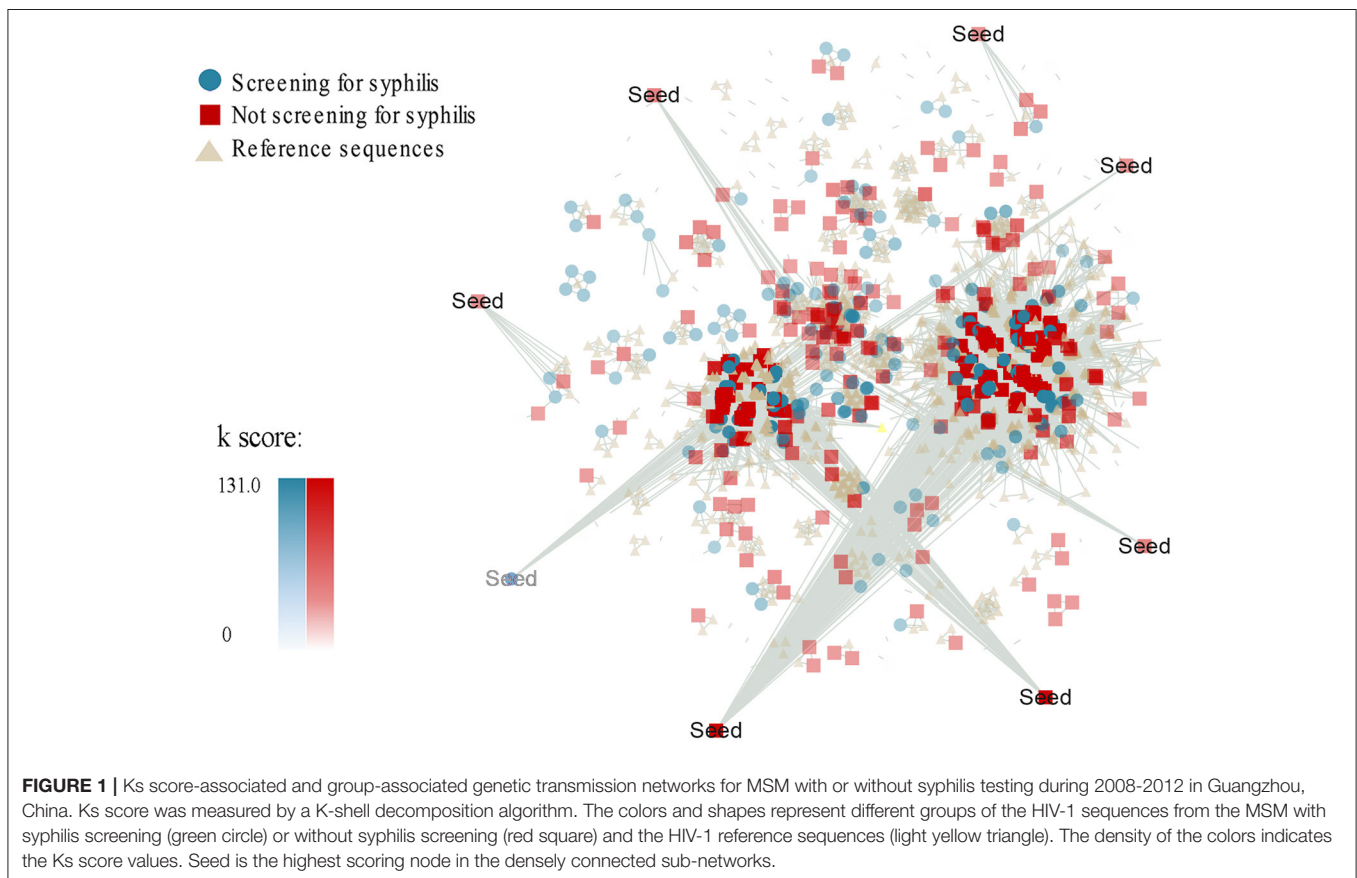 Seed
Seed
Screening for syphilis
Not screening for syphilis
Reference sequences
Seed
Seed
k score:
131.0
0
Seed
Seed
Seed
Seed
FIGURE 1 | Ks score-associated and group-associated genetic transmission networks for MSM with or without syphilis testing during 2008-2012 in Guangzhou,
China. Ks score was measured by a K-shell decomposition algorithm. The colors and shapes represent different groups of the HIV-1 sequences from the MSM with
syphilis screening (green circle) or without syphilis screening (red square) and the HIV-1 reference sequences (light yellow triangle). The density of the colors indicates
the Ks score values. Seed is the highest scoring node in the densely connected sub-networks.